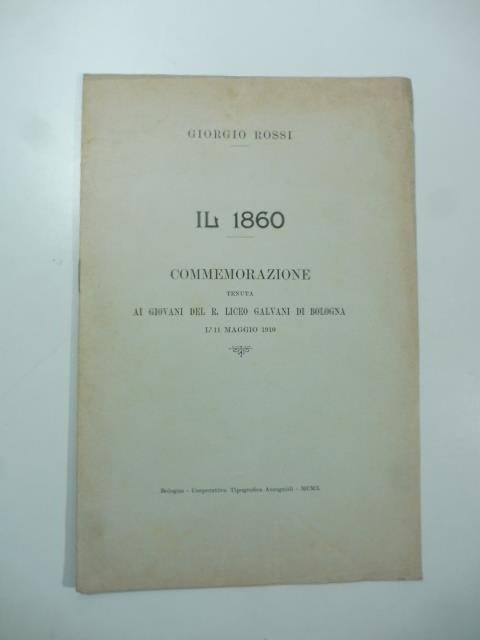 GIORGIO ROSSI
IL 1860
COMMEMORAZIONE
TENUTA
AI GIOVANI DEL R. LICEO GALVANI DI BOLOGNA
L'11 MAGGIO 1910
Bologna - Cooperativa Tipografica Azzoguidi - MCMX.